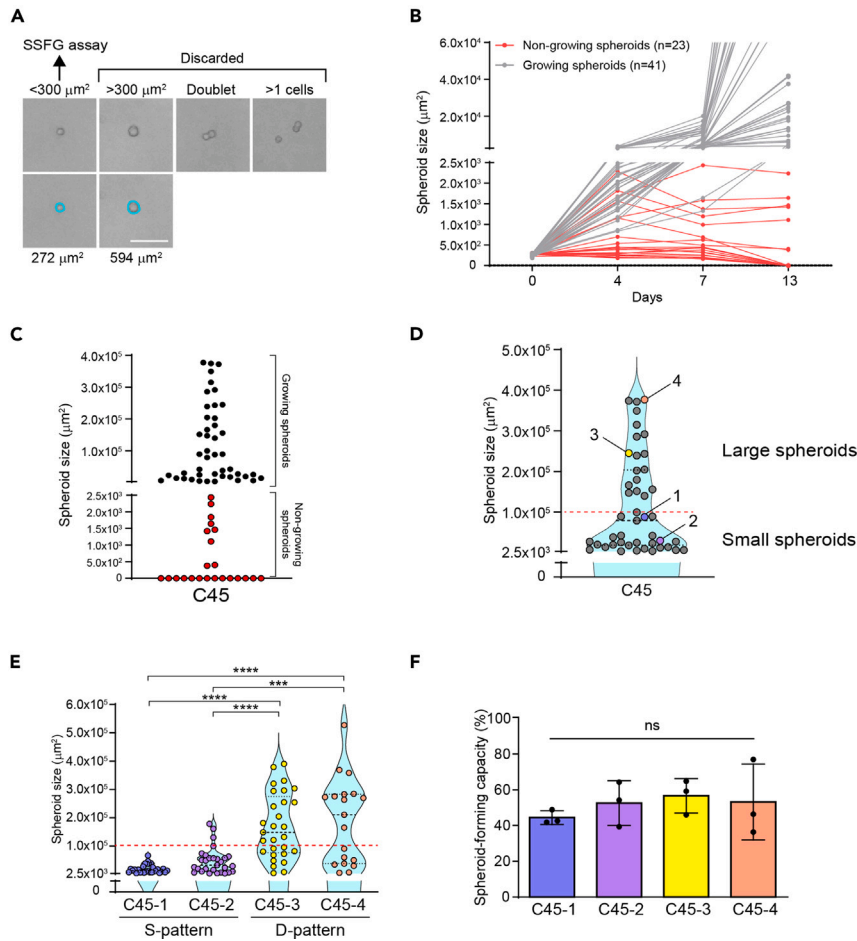 A
SSFG assay
Discarded
<300 μm² >300 μm² Doublet >1 cells
272 μm² 594 μm²
B
Spheroid size (μm²)
6.0x10⁴
4.0x10⁴
2.0x10⁴
2.5x10³
2.0x10³
1.5x10³
1.0x10³
5.0x10²
0
Non-growing spheroids (n=23)
Growing spheroids (n=41)
0 4 7 13
Days
C
Spheroid size (μm²)
4.0x10⁵
3.0x10⁵
2.0x10⁵
1.0x10⁵
2.5x10³
2.0x10³
1.5x10³
1.0x10³
5.0x10²
0
Growing spheroids
Non-growing
spheroids
C45
D
Spheroid size (μm²)
5.0x10⁵
4.0x10⁵
3.0x10⁵
2.0x10⁵
1.0x10⁵
2.5x10³
0
4
3
1
2
Large spheroids
Small spheroids
C45
E
Spheroid size (μm²)
6.0x10⁵
5.0x10⁵
4.0x10⁵
3.0x10⁵
2.0x10⁵
1.0x10⁵
2.5x10³
0
****
***
****
****
C45-1 C45-2 C45-3 C45-4
S-pattern D-pattern
F
Spheroid-forming capacity (%)
100
80
60
40
20
0
ns
C45-1 C45-2 C45-3 C45-4